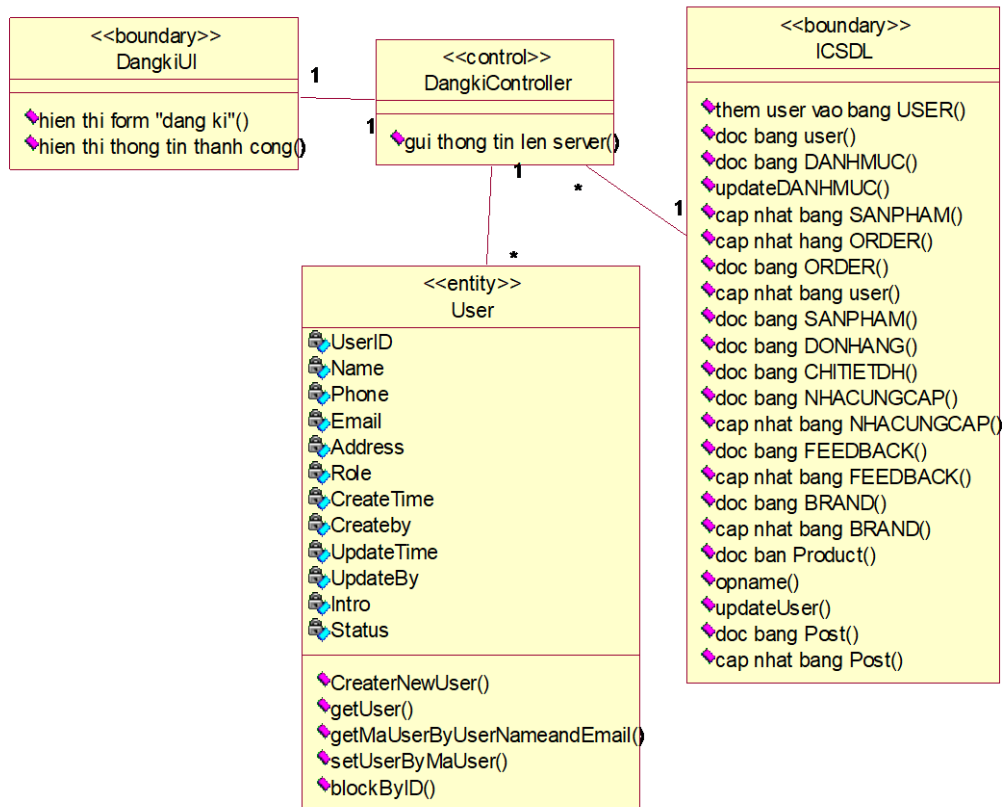 <<boundary>>
DangkiUI
hien thi form "dang ki"()
hien thi thong tin thanh cong()
1
1
<<control>>
DangkiController
gui thong tin len server()
1
*
*
1
<<boundary>>
ICSDL
them user vao bang USER()
doc bang user()
doc bang DANHMUC()
updateDANHMUC()
cap nhat bang SANPHAM()
cap nhat hang ORDER()
doc bang ORDER()
cap nhat bang user()
doc bang SANPHAM()
doc bang DONHANG()
doc bang CHITIETDH()
doc bang NHACUNGCAP()
cap nhat bang NHACUNGCAP()
doc bang FEEDBACK()
cap nhat bang FEEDBACK()
doc bang BRAND()
cap nhat bang BRAND()
doc ban Product()
opname()
updateUser()
doc bang Post()
cap nhat bang Post()
<<entity>>
User
UserID
Name
Phone
Email
Address
Role
CreateTime
Createby
UpdateTime
UpdateBy
Intro
Status
CreaterNewUser()
getUser()
getMaUserByUserNameandEmail()
setUserByMaUser()
blockByID()